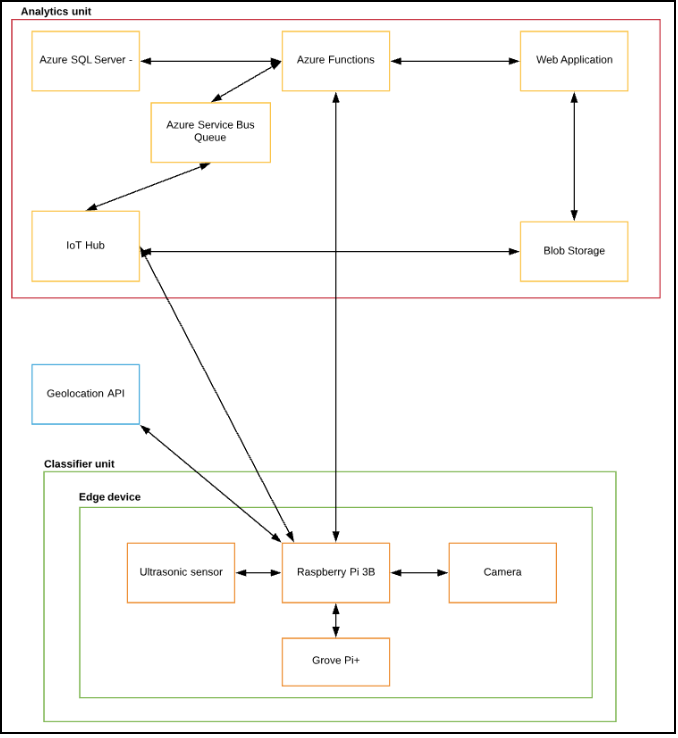 Analytics unit
Azure SQL Server -
Azure Functions
Web Application
Azure Service Bus
Queue
IoT Hub
Blob Storage
Geolocation API
Classifier unit
Edge device
Ultrasonic sensor
Raspberry Pi 3B
Camera
Grove Pi+